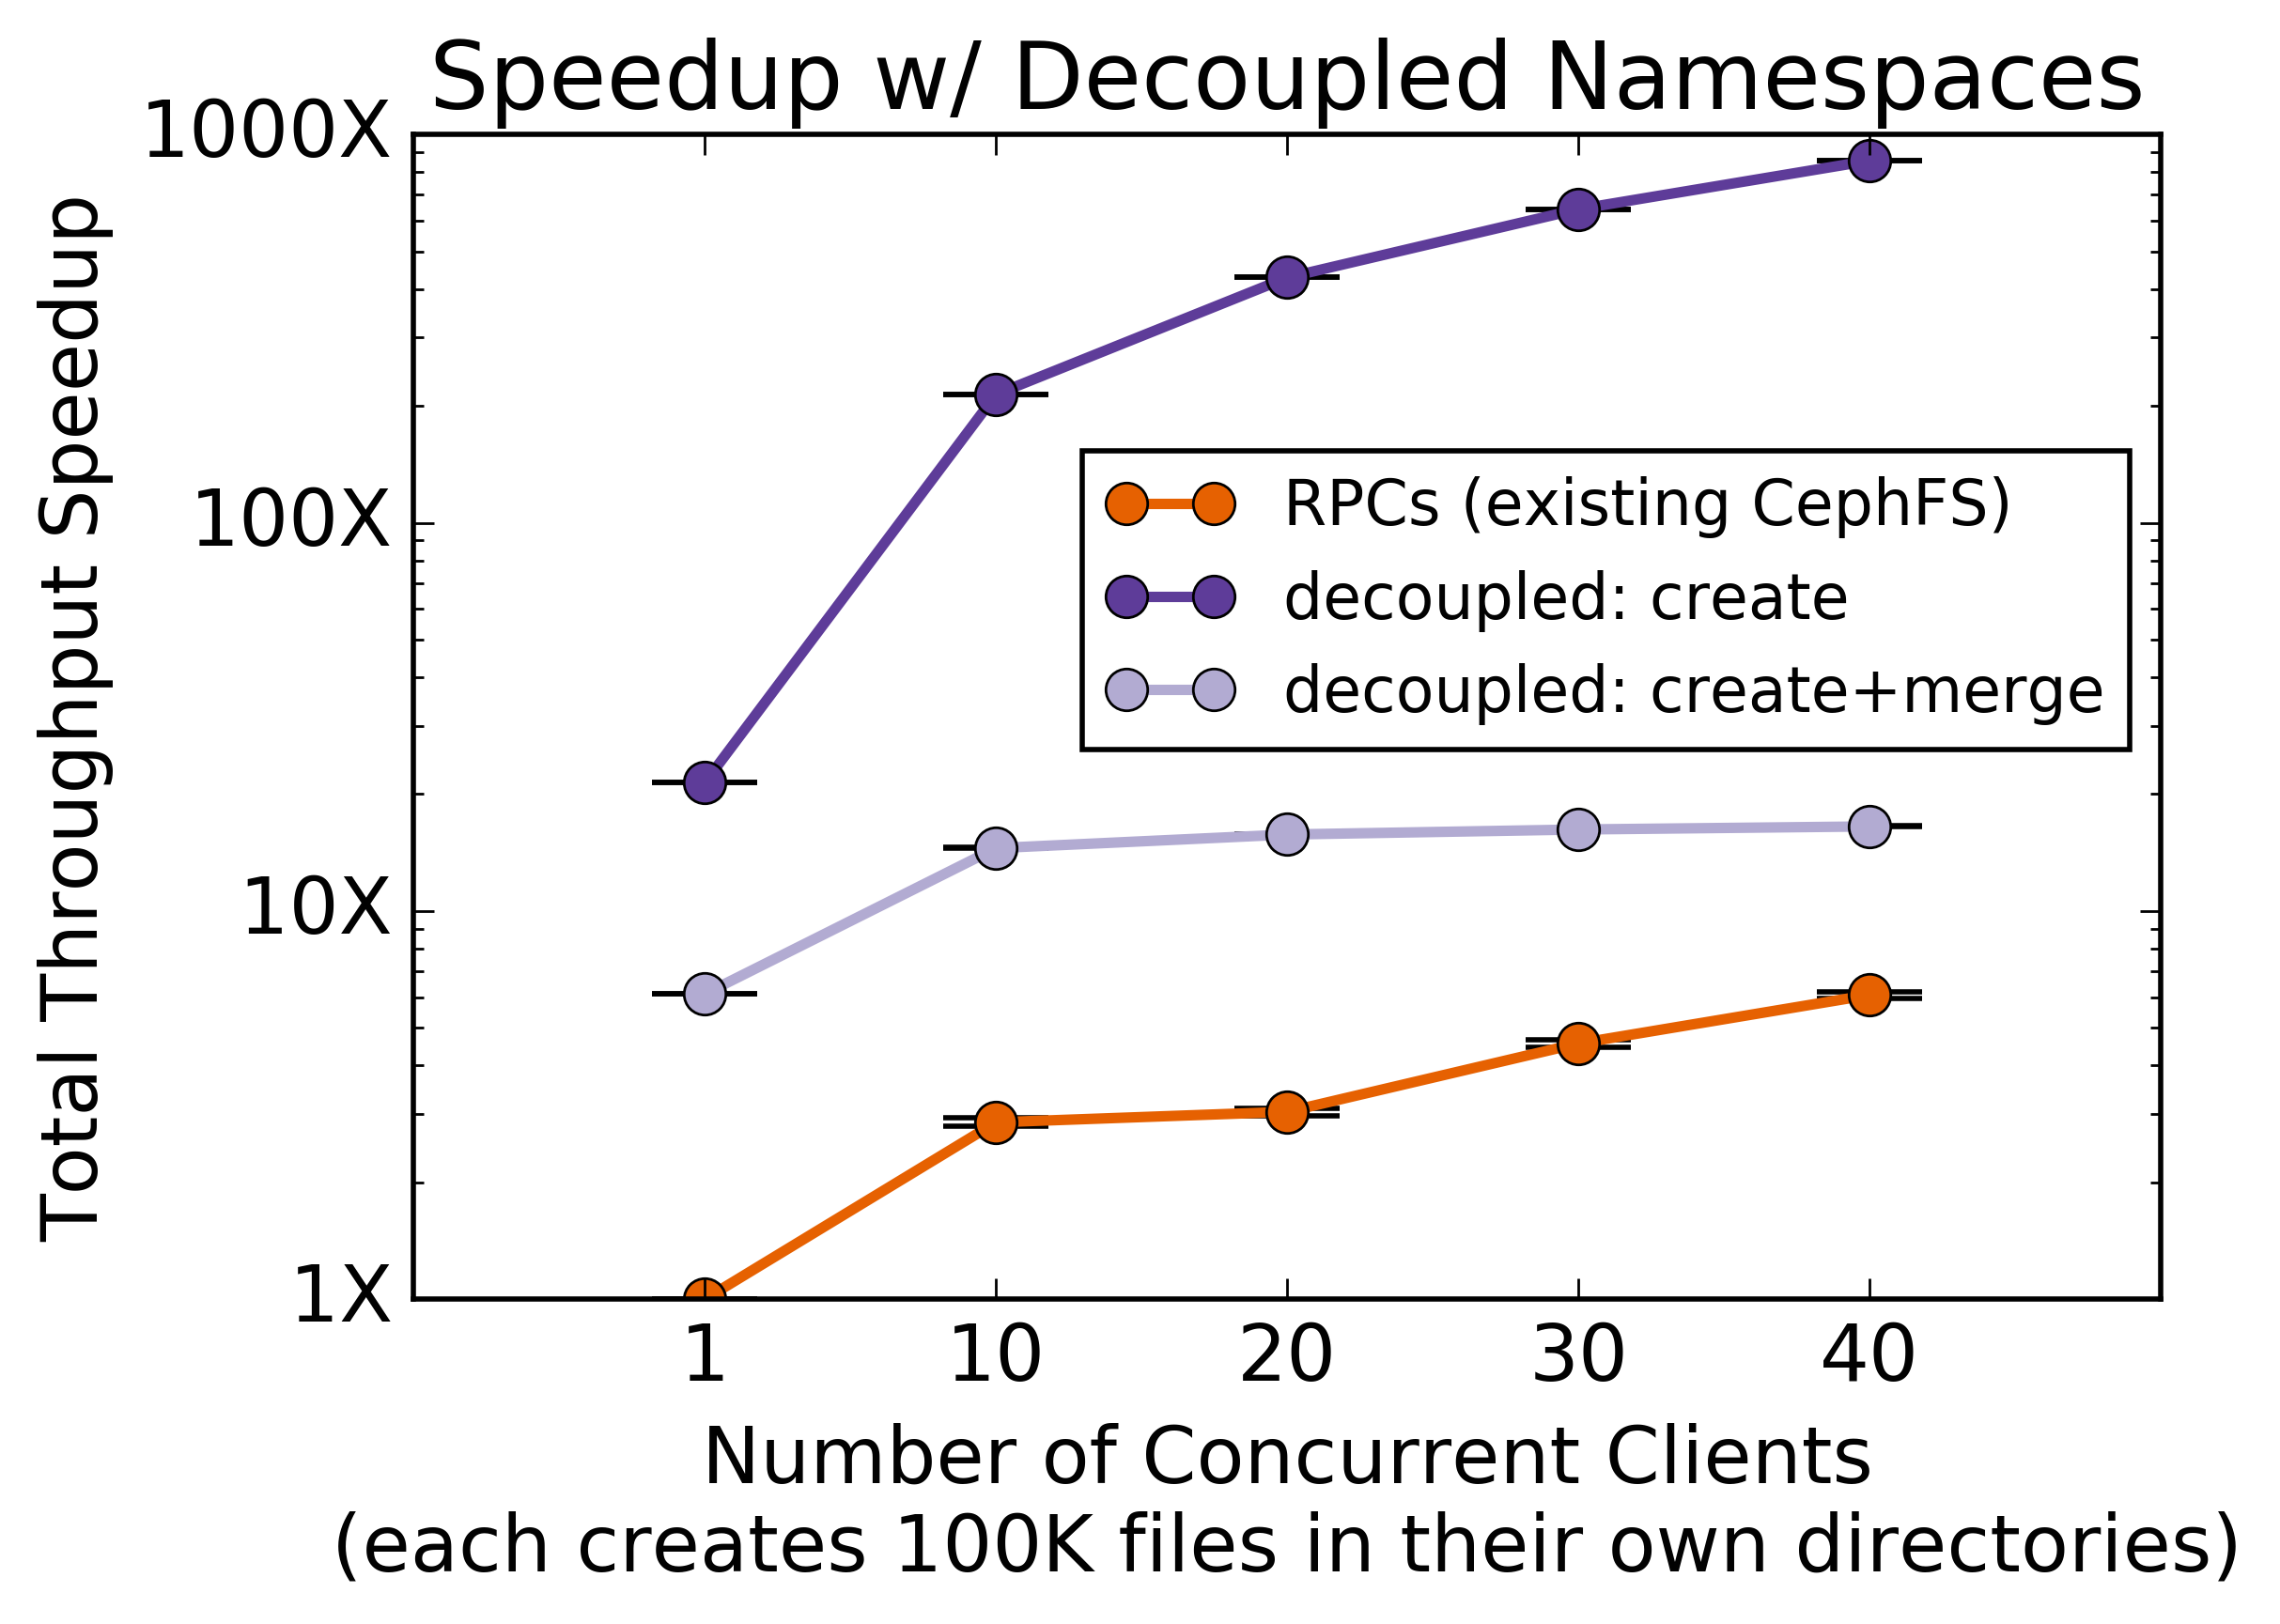 Speedup w/ Decoupled Namespaces
Total Throughput Speedup
1000X
100X
10X
1X
RPCs (existing CephFS)
decoupled: create
decoupled: create+merge
1 10 20 30 40
Number of Concurrent Clients
(each creates 100K files in their own directories)